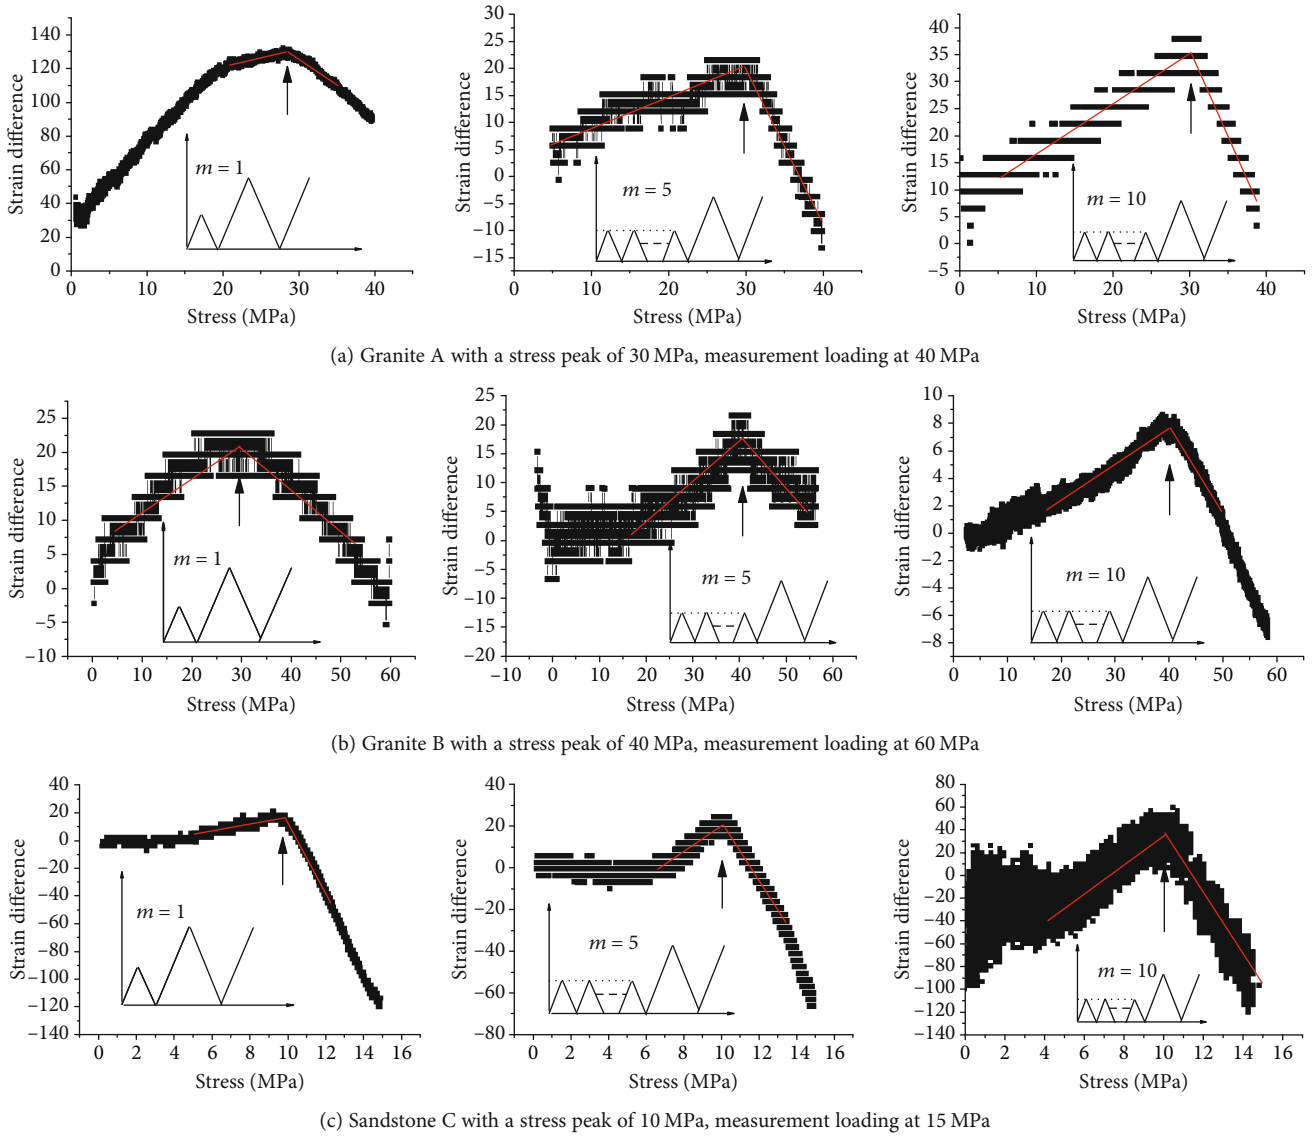 140
120
100
80
60
40
20
0
Strain difference
m = 1
0 10 20 30 40
Stress (MPa)
30
25
20
15
10
5
0
−5
−10
−15
Strain difference
m = 5
0 10 20 30 40
Stress (MPa)
40
35
30
25
20
15
10
5
0
−5
Strain difference
m = 10
0 10 20 30 40
Stress (MPa)
(a) Granite A with a stress peak of 30 MPa, measurement loading at 40 MPa
25
20
15
10
5
0
−5
−10
Strain difference
m = 1
0 10 20 30 40 50 60
Stress (MPa)
25
20
15
10
5
0
−5
−10
−15
−20
Strain difference
m = 5
−10 0 10 20 30 40 50 60
Stress (MPa)
10
8
6
4
2
0
−2
−4
−6
−8
Strain difference
m = 10
0 10 20 30 40 50 60
Stress (MPa)
(b) Granite B with a stress peak of 40 MPa, measurement loading at 60 MPa
40
20
0
−20
−40
−60
−80
−100
−120
−140
Strain difference
m = 1
0 2 4 6 8 10 12 14 16
Stress (MPa)
40
20
0
−20
−40
−60
−80
Strain difference
m = 5
0 2 4 6 8 10 12 14 16
Stress (MPa)
80
60
40
20
0
−20
−40
−60
−80
−100
−120
−140
Strain difference
m = 10
0 2 4 6 8 10 12 14 16
Stress (MPa)
(c) Sandstone C with a stress peak of 10 MPa, measurement loading at 15 MPa